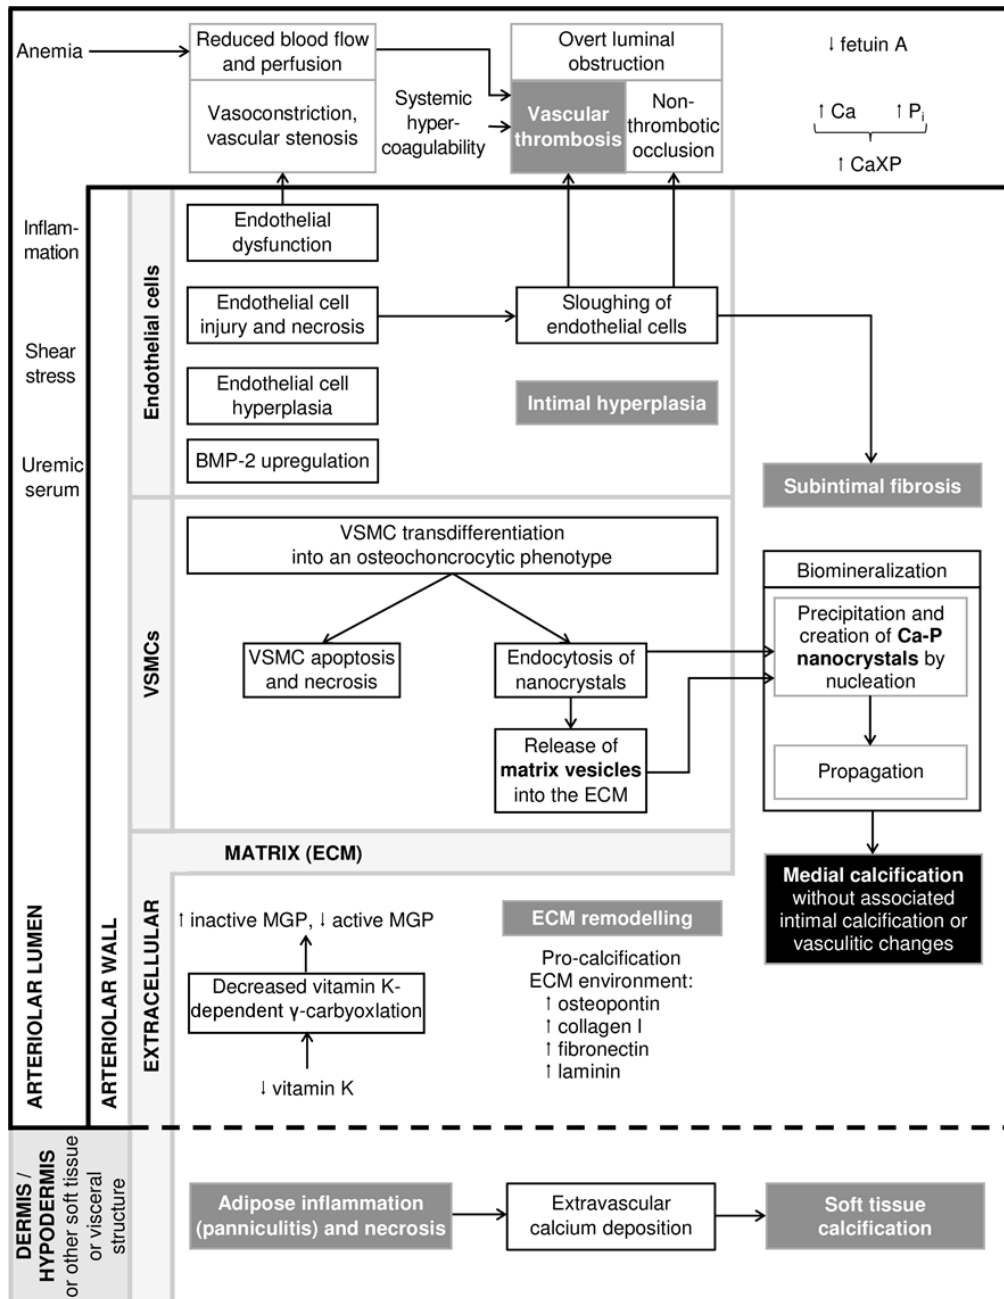 Anemia
Reduced blood flow
and perfusion
Vasoconstriction,
vascular stenosis
Systemic
hyper-
coagulability
Overt luminal
obstruction
Vascular
thrombosis
Non-
thrombotic
occlusion
↓ fetuin A
↑ Ca ↑ Pi
↑ CaXP
Inflam-
mation
Shear
stress
Uremic
serum
ARTERIOLAR LUMEN
ARTERIOLAR WALL
Endothelial cells
Endothelial
dysfunction
Endothelial cell
injury and necrosis
Sloughing of
endothelial cells
Endothelial cell
hyperplasia
Intimal hyperplasia
BMP-2 upregulation
Subintimal fibrosis
VSMCs
VSMC transdifferentiation
into an osteochoncrocytic phenotype
VSMC apoptosis
and necrosis
Endocytosis of
nanocrystals
Release of
matrix vesicles
into the ECM
Biomineralization
Precipitation and
creation of Ca-P
nanocrystals by
nucleation
Propagation
Medial calcification
without associated
intimal calcification or
vasculitic changes
EXTRACELLULAR
MATRIX (ECM)
↑ inactive MGP, ↓ active MGP
Decreased vitamin K-
dependent γ-carbyoxlation
↓ vitamin K
ECM remodelling
Pro-calcification
ECM environment:
↑ osteopontin
↑ collagen I
↑ fibronectin
↑ laminin
DERMIS /
HYPODERMIS
or other soft tissue
or visceral
structure
Adipose inflammation
(panniculitis) and necrosis
Extravascular
calcium deposition
Soft tissue
calcification